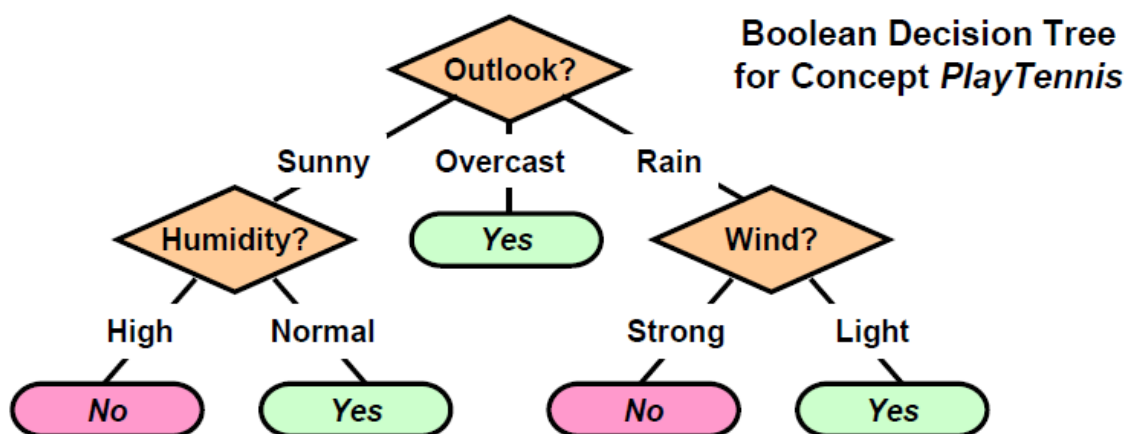 Boolean Decision Tree
for Concept PlayTennis
Outlook?
Sunny Overcast Rain
Humidity? Yes Wind?
High Normal Strong Light
No Yes No Yes